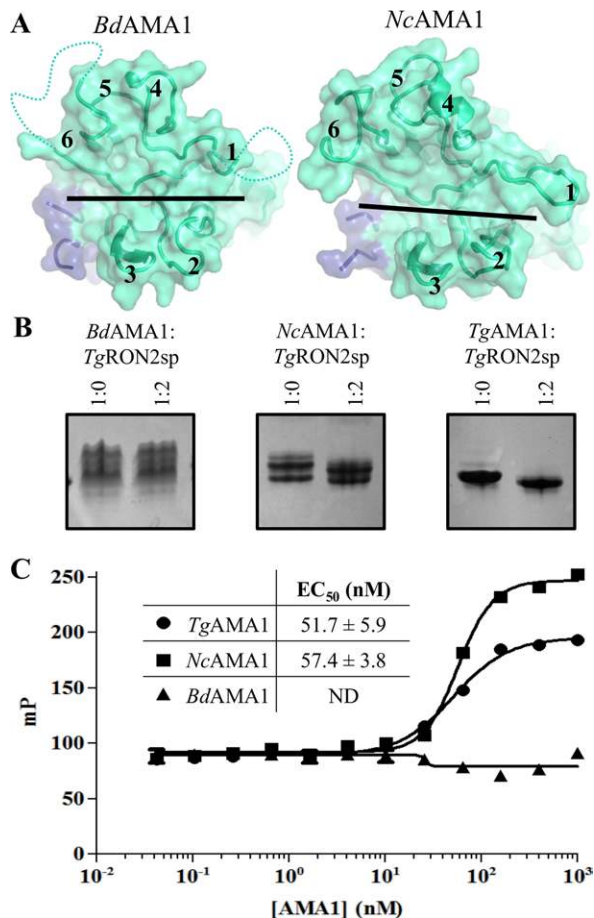 A
BdAMA1
NcAMA1
5
4
6
1
3
2
5
4
6
1
3
2
B
BdAMA1:
TgRON2sp
1:0
1:2
NcAMA1:
TgRON2sp
1:0
1:2
TgAMA1:
TgRON2sp
1:0
1:2
C
EC50 (nM)
TgAMA1 51.7 ± 5.9
NcAMA1 57.4 ± 3.8
BdAMA1 ND
mP
250
200
150
100
50
0
10⁻² 10⁻¹ 10⁰ 10¹ 10² 10³
[AMA1] (nM)